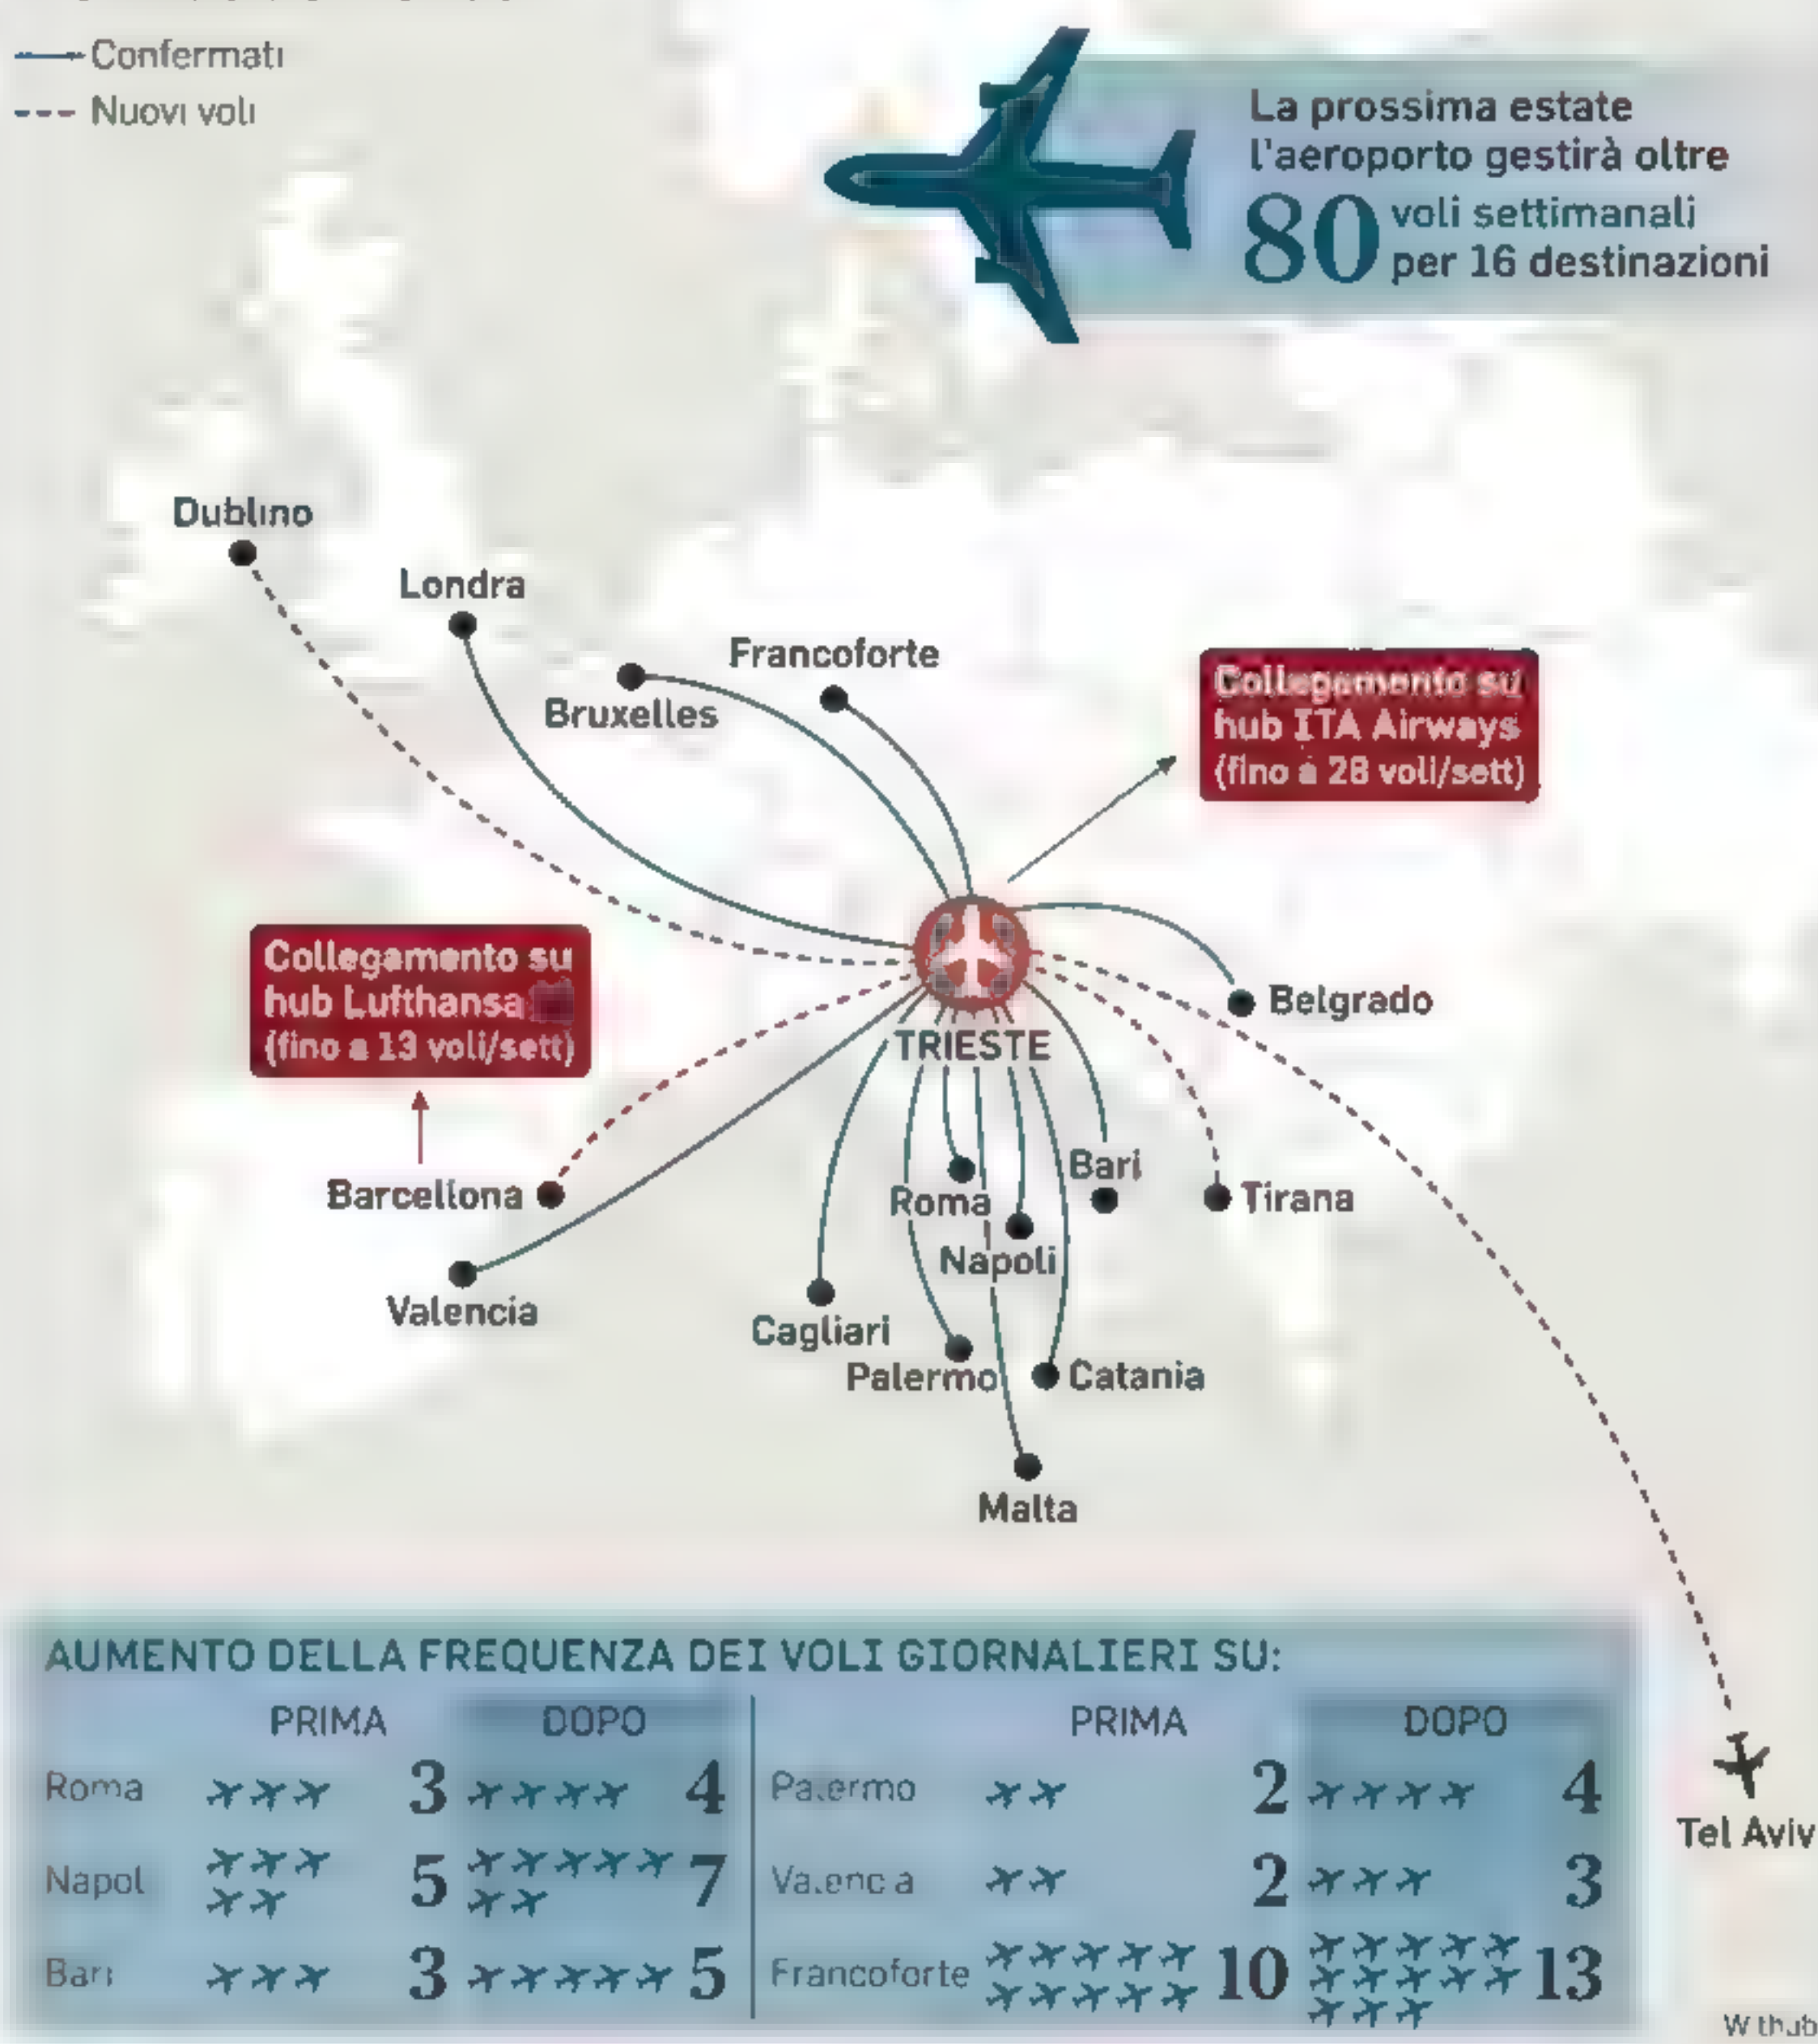 Confermati
Nuovi voli
La prossima estate
l'aeroporto gestirà oltre
80 voli settimanali
per 16 destinazioni
Dublino
Londra
Francoforte
Bruxelles
Collegamento su
hub ITA Airways
(fino a 28 voli/sett)
Collegamento su
hub Lufthansa
(fino a 13 voli/sett)
TRIESTE
Belgrado
Barcellona
Bari
Roma
Tirana
Napoli
Valencia
Cagliari
Palermo
Catania
Malta
Tel Aviv
AUMENTO DELLA FREQUENZA DEI VOLI GIORNALIERI SU:
PRIMA DOPO PRIMA DOPO
Roma 3 4 Palermo 2 4
Napoli 5 7 Valencia 2 3
Bari 3 5 Francoforte 10 13
Withub